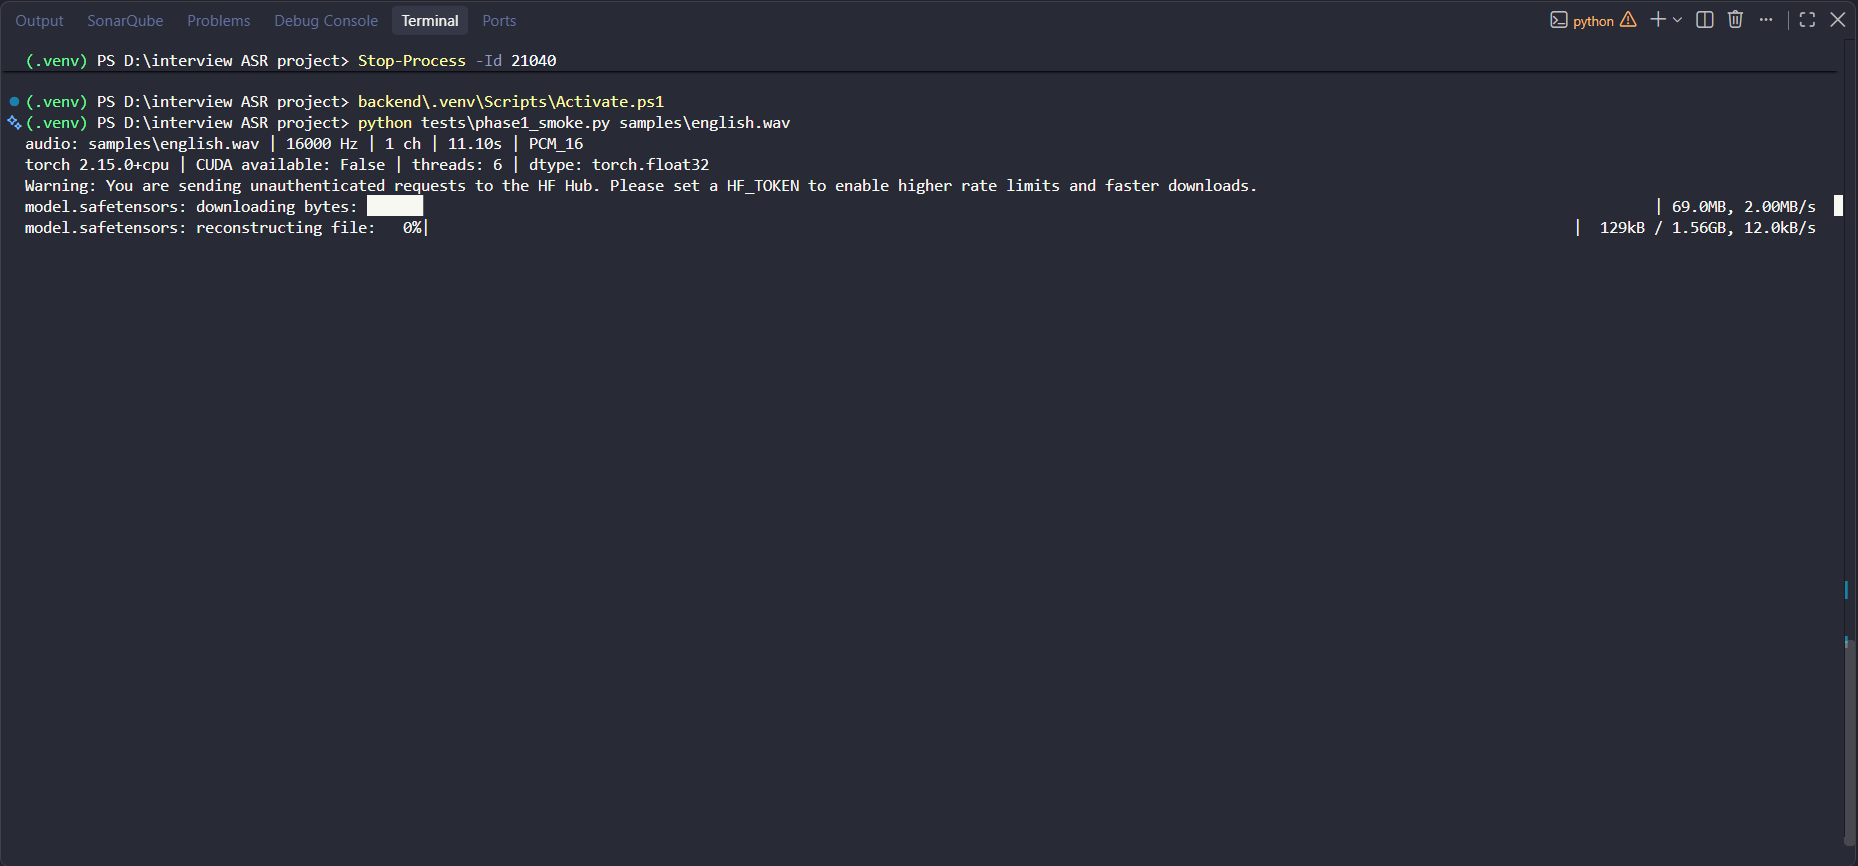 Output SonarQube Problems Debug Console Terminal Ports python
(.venv) PS D:\interview ASR project> Stop-Process -Id 21040
(.venv) PS D:\interview ASR project> backend\.venv\Scripts\Activate.ps1
(.venv) PS D:\interview ASR project> python tests\phase1_smoke.py samples\english.wav
audio: samples\english.wav | 16000 Hz | 1 ch | 11.10s | PCM_16
torch 2.15.0+cpu | CUDA available: False | threads: 6 | dtype: torch.float32
Warning: You are sending unauthenticated requests to the HF Hub. Please set a HF_TOKEN to enable higher rate limits and faster downloads.
model.safetensors: downloading bytes: | 69.0MB, 2.00MB/s
model.safetensors: reconstructing file: 0%| | 129kB / 1.56GB, 12.0kB/s